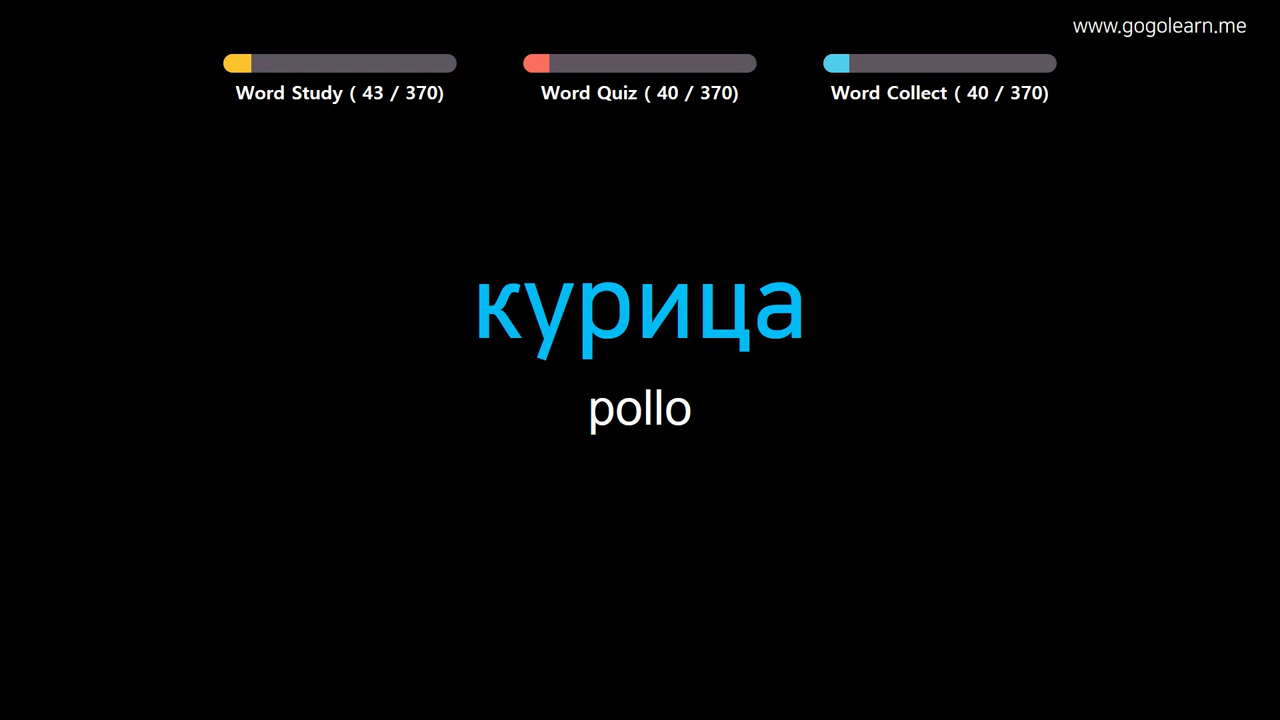 www.gogolearn.me
Word Study ( 43 / 370)
Word Quiz ( 40 / 370)
Word Collect ( 40 / 370)
курица
pollo